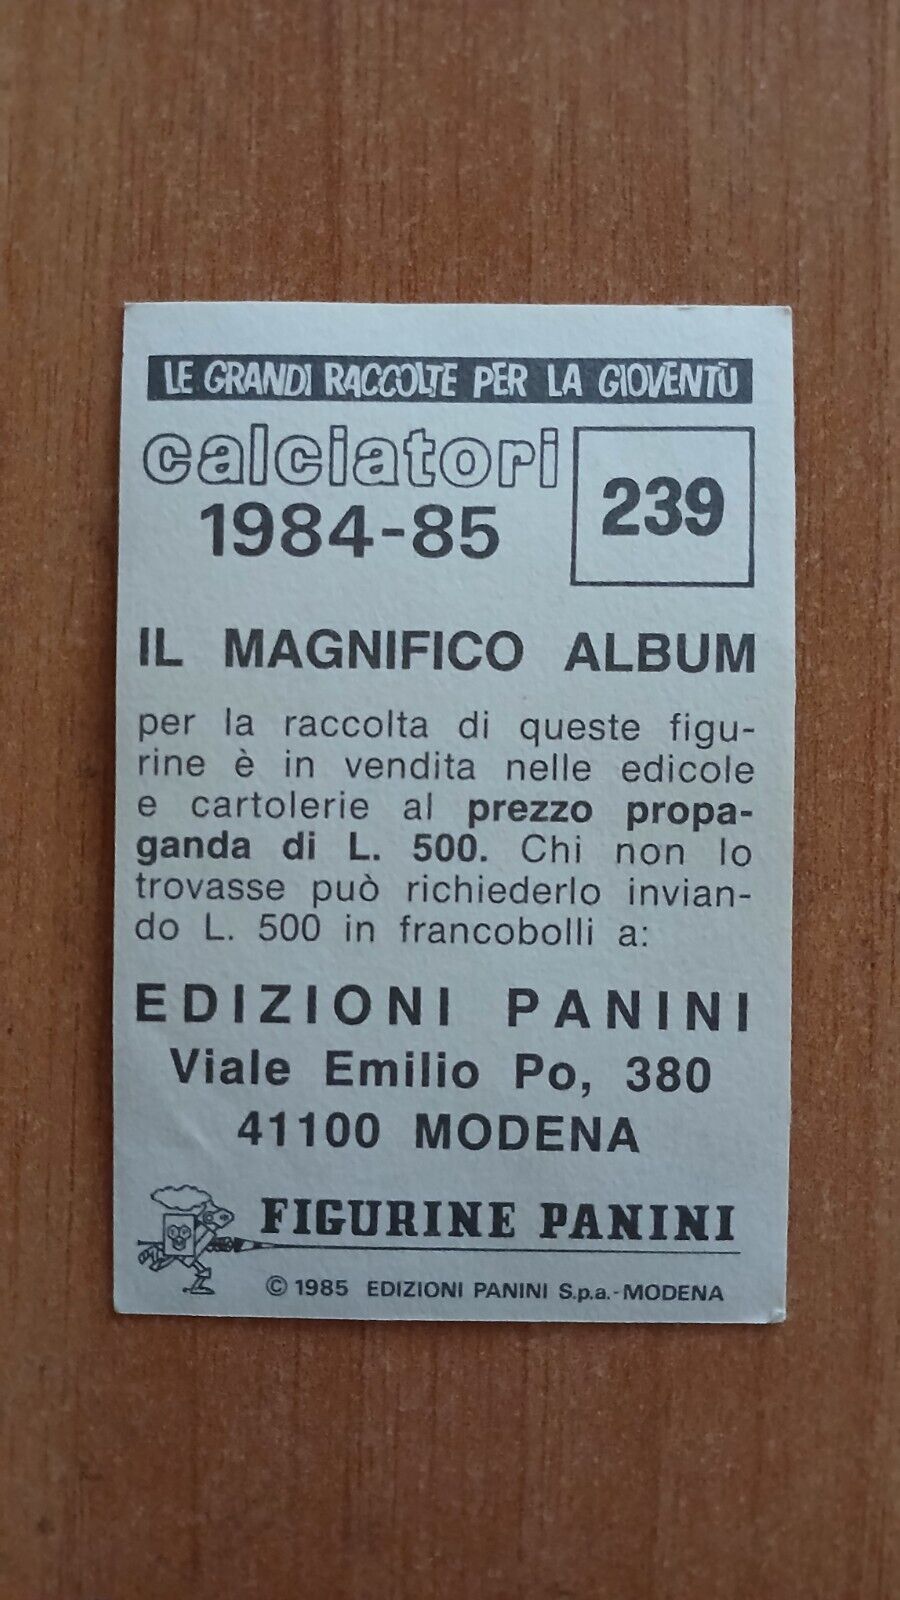 LE GRANDI RACCOLTE PER LA GIOVENTÙ
calciatori
1984-85
239
IL MAGNIFICO ALBUM
per la raccolta di queste figu-
rine è in vendita nelle edicole
e cartolerie al prezzo propa-
ganda di L. 500. Chi non lo
trovasse può richiederlo invian-
do L. 500 in francobolli a:
EDIZIONI PANINI
Viale Emilio Po, 380
41100 MODENA
FIGURINE PANINI
© 1985 EDIZIONI PANINI S.p.a.-MODENA